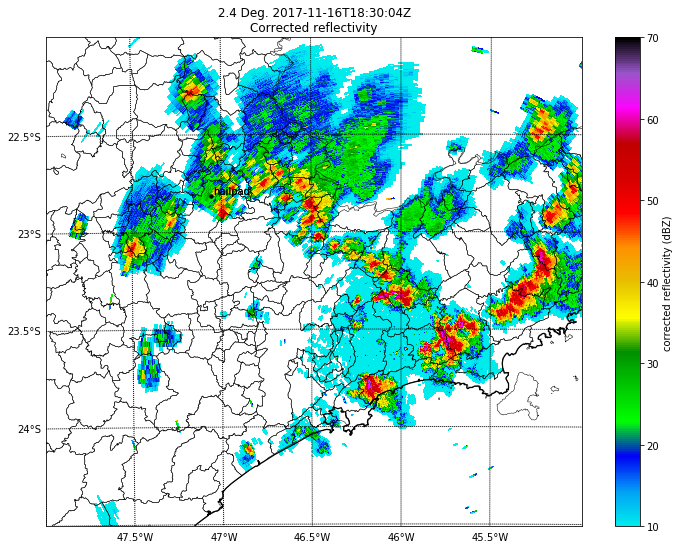 2.4 Deg. 2017-11-16T18:30:04Z
Corrected reflectivity
22.5°S
23°S
23.5°S
24°S
47.5°W
47°W
46.5°W
46°W
45.5°W
70
60
50
40
30
20
10
corrected reflectivity (dBZ)